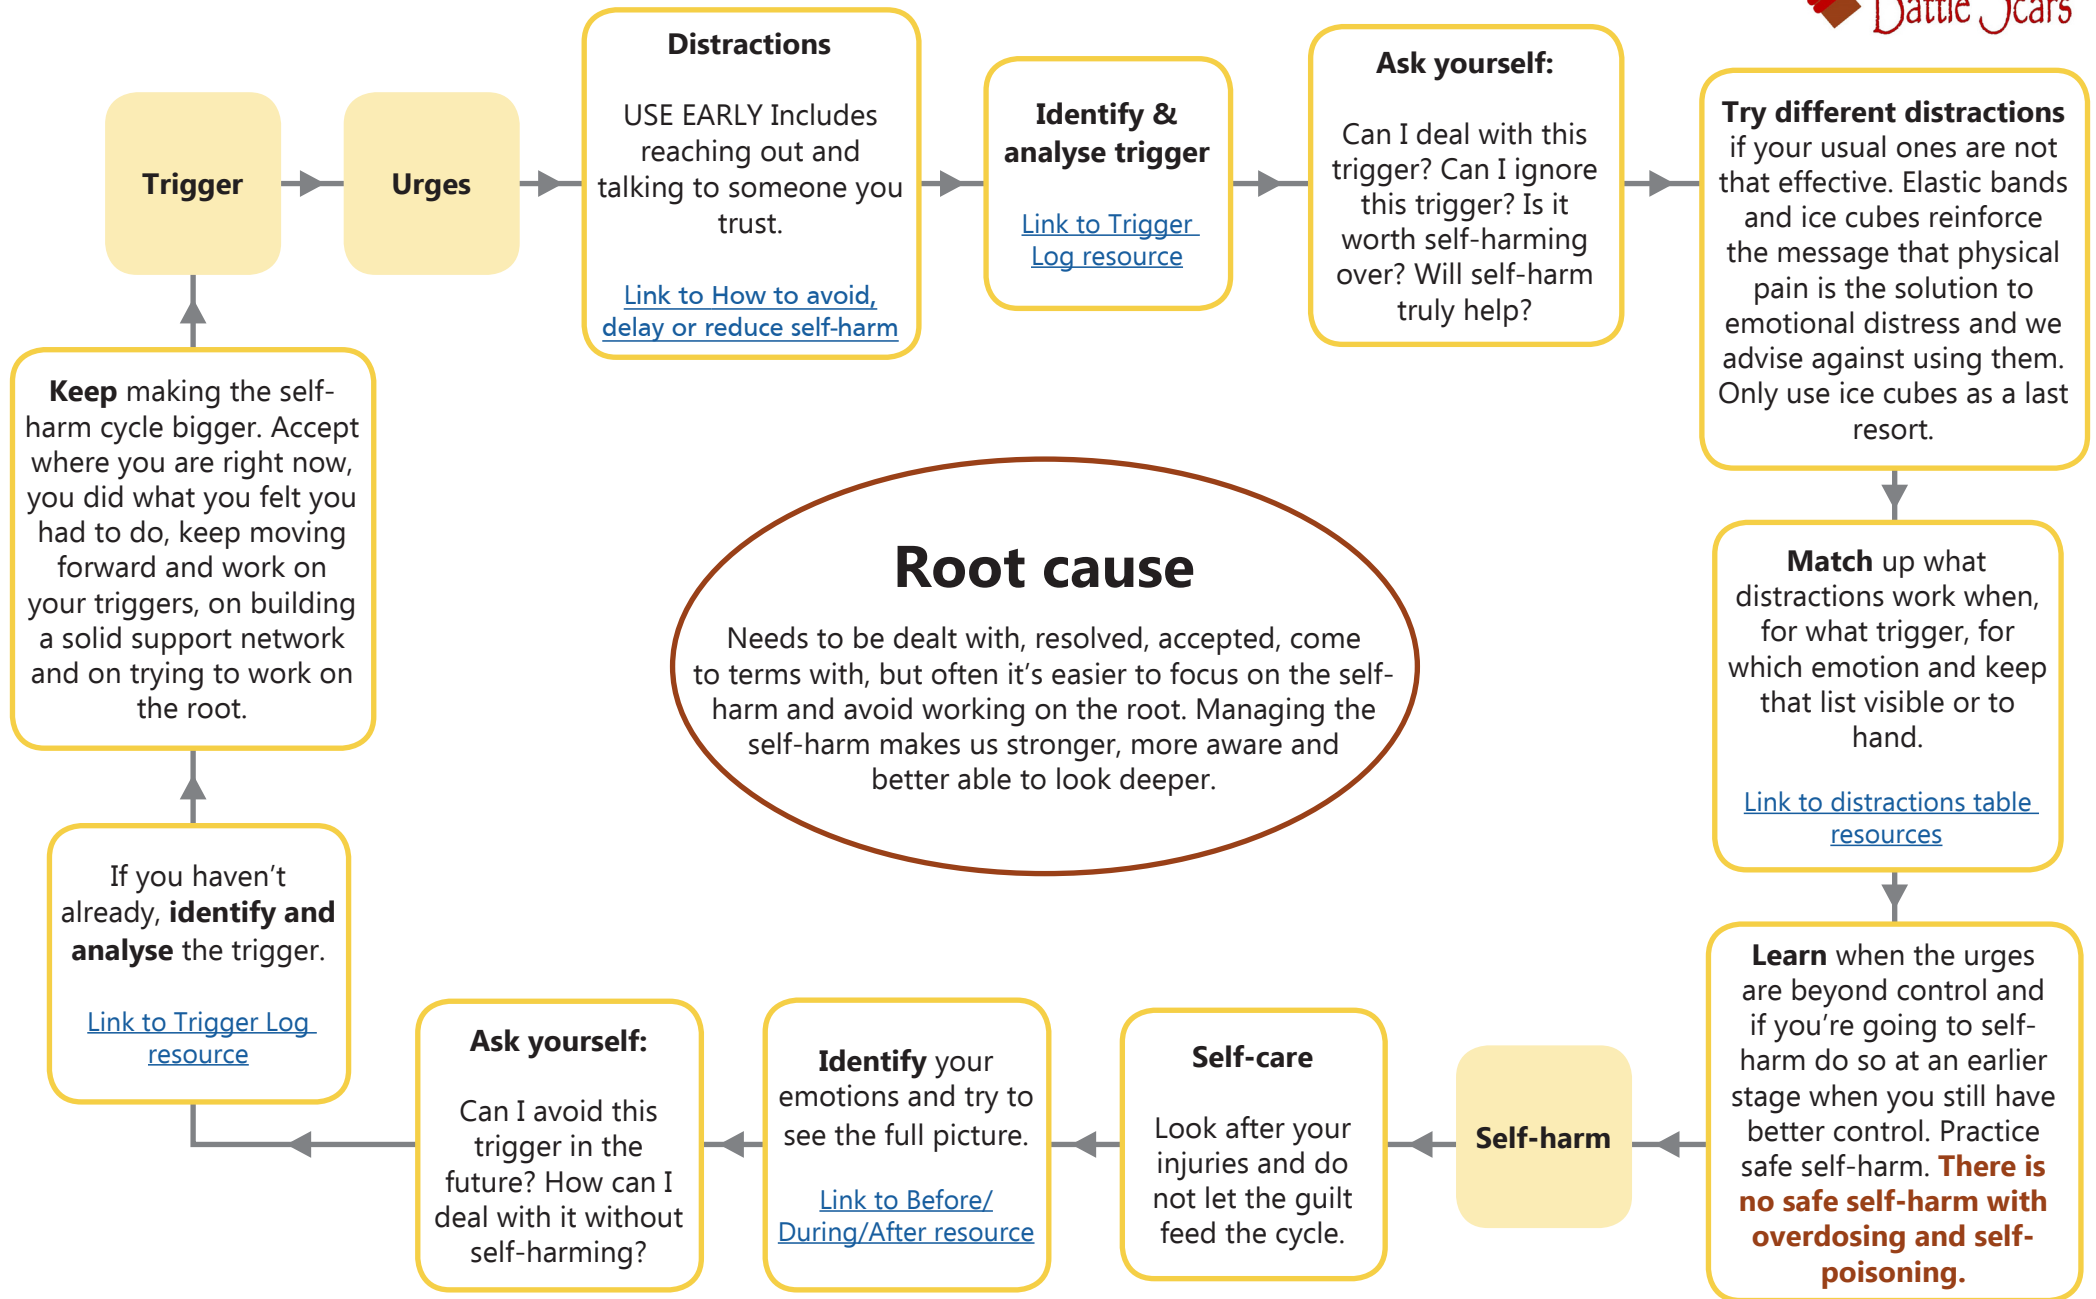 Battle Scars
Distractions
USE EARLY Includes
reaching out and
talking to someone you
trust.
Link to How to avoid,
delay or reduce self-harm
Identify &
analyse trigger
Link to Trigger
Log resource
Ask yourself:
Can I deal with this
trigger? Can I ignore
this trigger? Is it
worth self-harming
over? Will self-harm
truly help?
Try different distractions
if your usual ones are not
that effective. Elastic bands
and ice cubes reinforce
the message that physical
pain is the solution to
emotional distress and we
advise against using them.
Only use ice cubes as a last
resort.
Trigger
Urges
Keep making the self-
harm cycle bigger. Accept
where you are right now,
you did what you felt you
had to do, keep moving
forward and work on
your triggers, on building
a solid support network
and on trying to work on
the root.
Root cause
Needs to be dealt with, resolved, accepted, come
to terms with, but often it's easier to focus on the self-
harm and avoid working on the root. Managing the
self-harm makes us stronger, more aware and
better able to look deeper.
Match up what
distractions work when,
for what trigger, for
which emotion and keep
that list visible or to
hand.
Link to distractions table
resources
If you haven't
already, identify and
analyse the trigger.
Link to Trigger Log
resource
Ask yourself:
Can I avoid this
trigger in the
future? How can I
deal with it without
self-harming?
Identify your
emotions and try to
see the full picture.
Link to Before/
During/After resource
Self-care
Look after your
injuries and do
not let the guilt
feed the cycle.
Self-harm
Learn when the urges
are beyond control and
if you're going to self-
harm do so at an earlier
stage when you still have
better control. Practice
safe self-harm. There is
no safe self-harm with
overdosing and self-
poisoning.